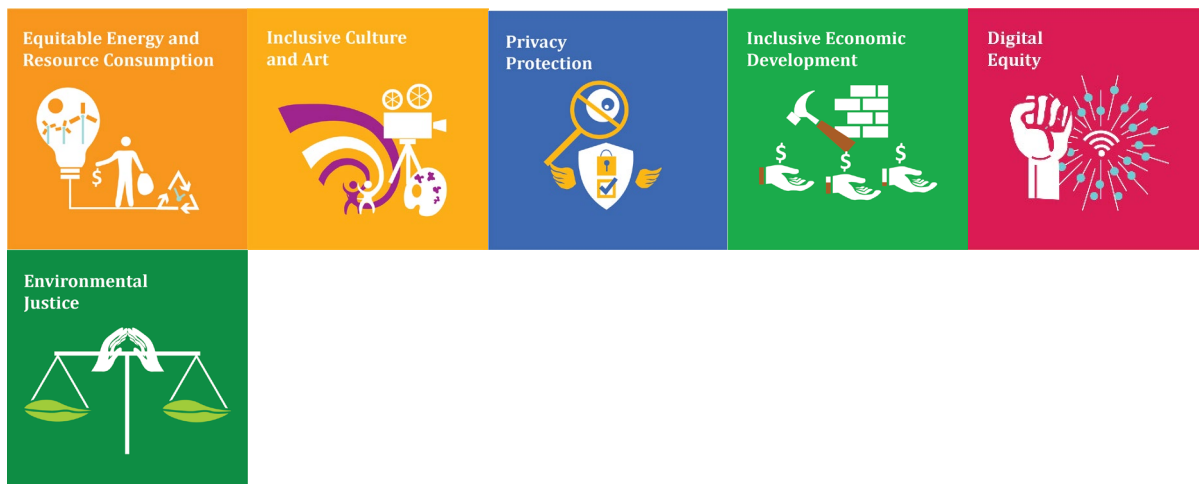 Equitable Energy and
Resource Consumption
$
Inclusive Culture
and Art
Privacy
Protection
Inclusive Economic
Development
$
$
$
Digital
Equity
Environmental
Justice